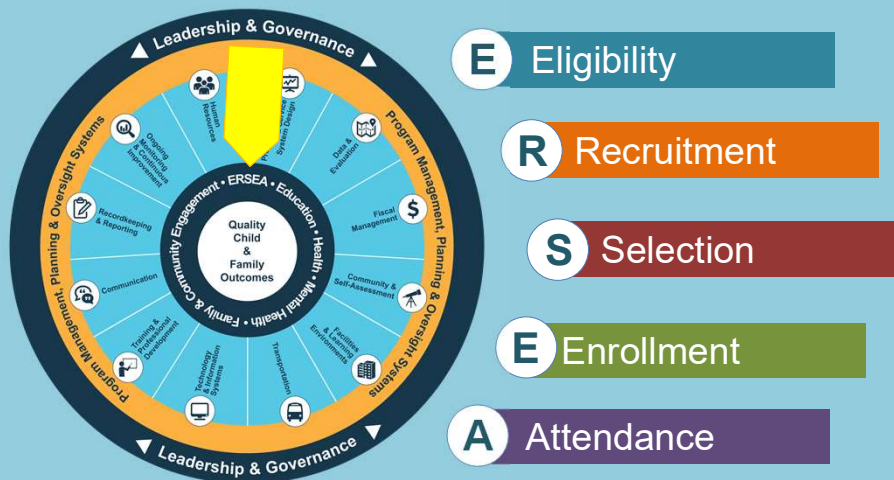 Leadership & Governance
Program Management, Planning & Oversight Systems
Program Management, Planning & Oversight Systems
Leadership & Governance
Human
Resources
System Design
Data &
Evaluation
Fiscal
Management
Community &
Self-Assessment
Facilities
& Learning
Environments
Transportation
Technology
& Information
Systems
Training &
Professional
Development
Communication
Recordkeeping
& Reporting
Ongoing
Monitoring
& Continuous
Improvement
ERSEA • Education • Health • Mental Health • Family & Community Engagement •
Quality
Child
&
Family
Outcomes
E Eligibility
R Recruitment
S Selection
E Enrollment
A Attendance